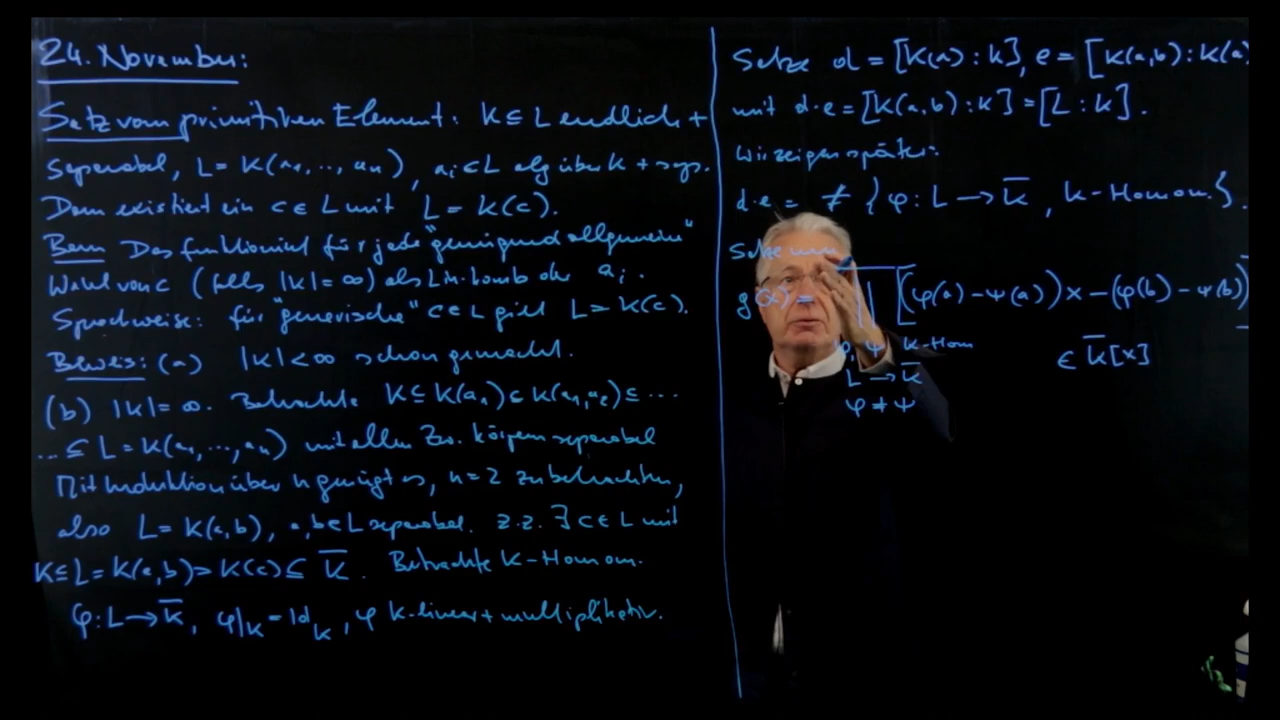 24. November:
Satz vom primitiven Element: K ⊆ L endlich +
separabel, L = K(a₁, .., aₙ), aᵢ ∈ L alg über K + sep.
Dann existiert ein c ∈ L mit L = K(c).
Bem Das funktioniert für jede "genügend allgemeine"
Wahl von c (falls |K| = ∞) als Lin. komb der aᵢ.
Sprechweise: für "generische" c ∈ L gilt L = K(c).
Beweis: (a) |K| < ∞ schon gemacht.
(b) |K| = ∞. Betrachte K ⊆ K(a₁) ⊆ K(a₁,a₂) ⊆ ...
... ⊆ L = K(a₁, ..., aₙ) mit allen Zw. körpern separabel
Mit Induktion über n genügt es, n = 2 zu betrachten,
also L = K(a,b), a,b ∈ L separabel. z.z. ∃ c ∈ L mit
K ⊆ L = K(a,b) = K(c) ⊆ K̅. Betrachte K-Homom.
φ: L → K̅, φ|_K = Id_K, φ K-linear + multiplikativ.
Setze d = [K(a) : K], e = [K(a,b) : K(a)
mit d·e = [K(a,b) : K] = [L : K].
Wir zeigen später:
d·e = # {φ: L → K̅, K-Homom.}.
Setze nun
g(x) = ∏ [(φ(a) − ψ(a))x − (φ(b) − ψ(b))]
φ, ψ K-Hom
L → K̅
φ ≠ ψ
∈ K̅[x]